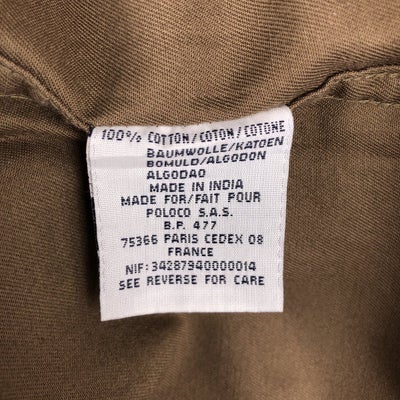 100% COTTON/COTON/COTONE
BAUMWOLLE/KATOEN
BOMULD/ALGODON
ALGODAO
MADE IN INDIA
MADE FOR/FAIT POUR
POLOCO S.A.S.
B.P. 477
75366 PARIS CEDEX 08
FRANCE
NIF:34287940000014
SEE REVERSE FOR CARE